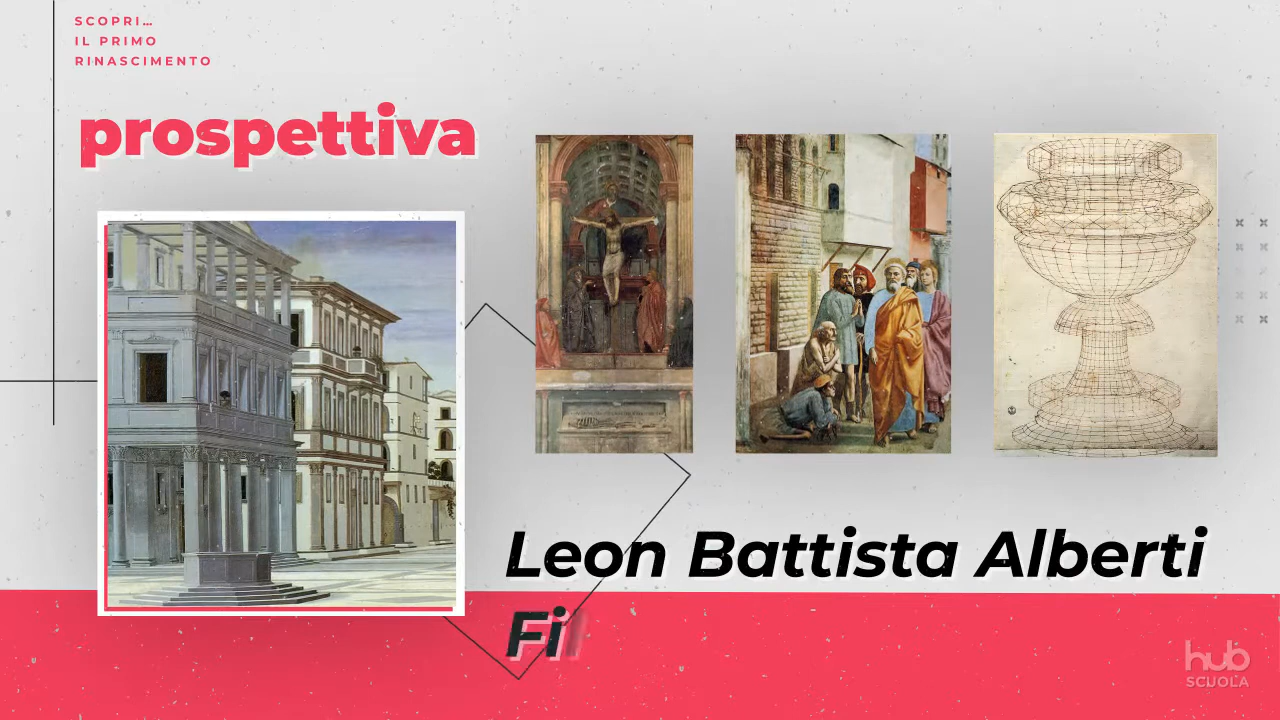 SCOPRI…
IL PRIMO
RINASCIMENTO
prospettiva
Leon Battista Alberti
Fi
hub
SCUOLA